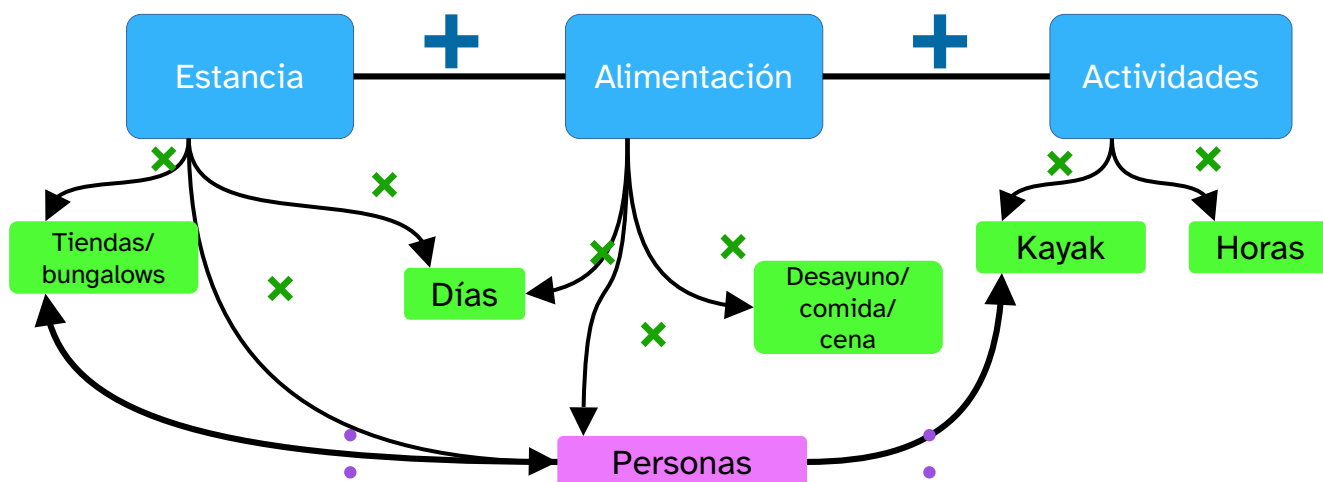 Estancia
Alimentación
Actividades
Tiendas/
bungalows
Días
Desayuno/
comida/
cena
Kayak
Horas
Personas